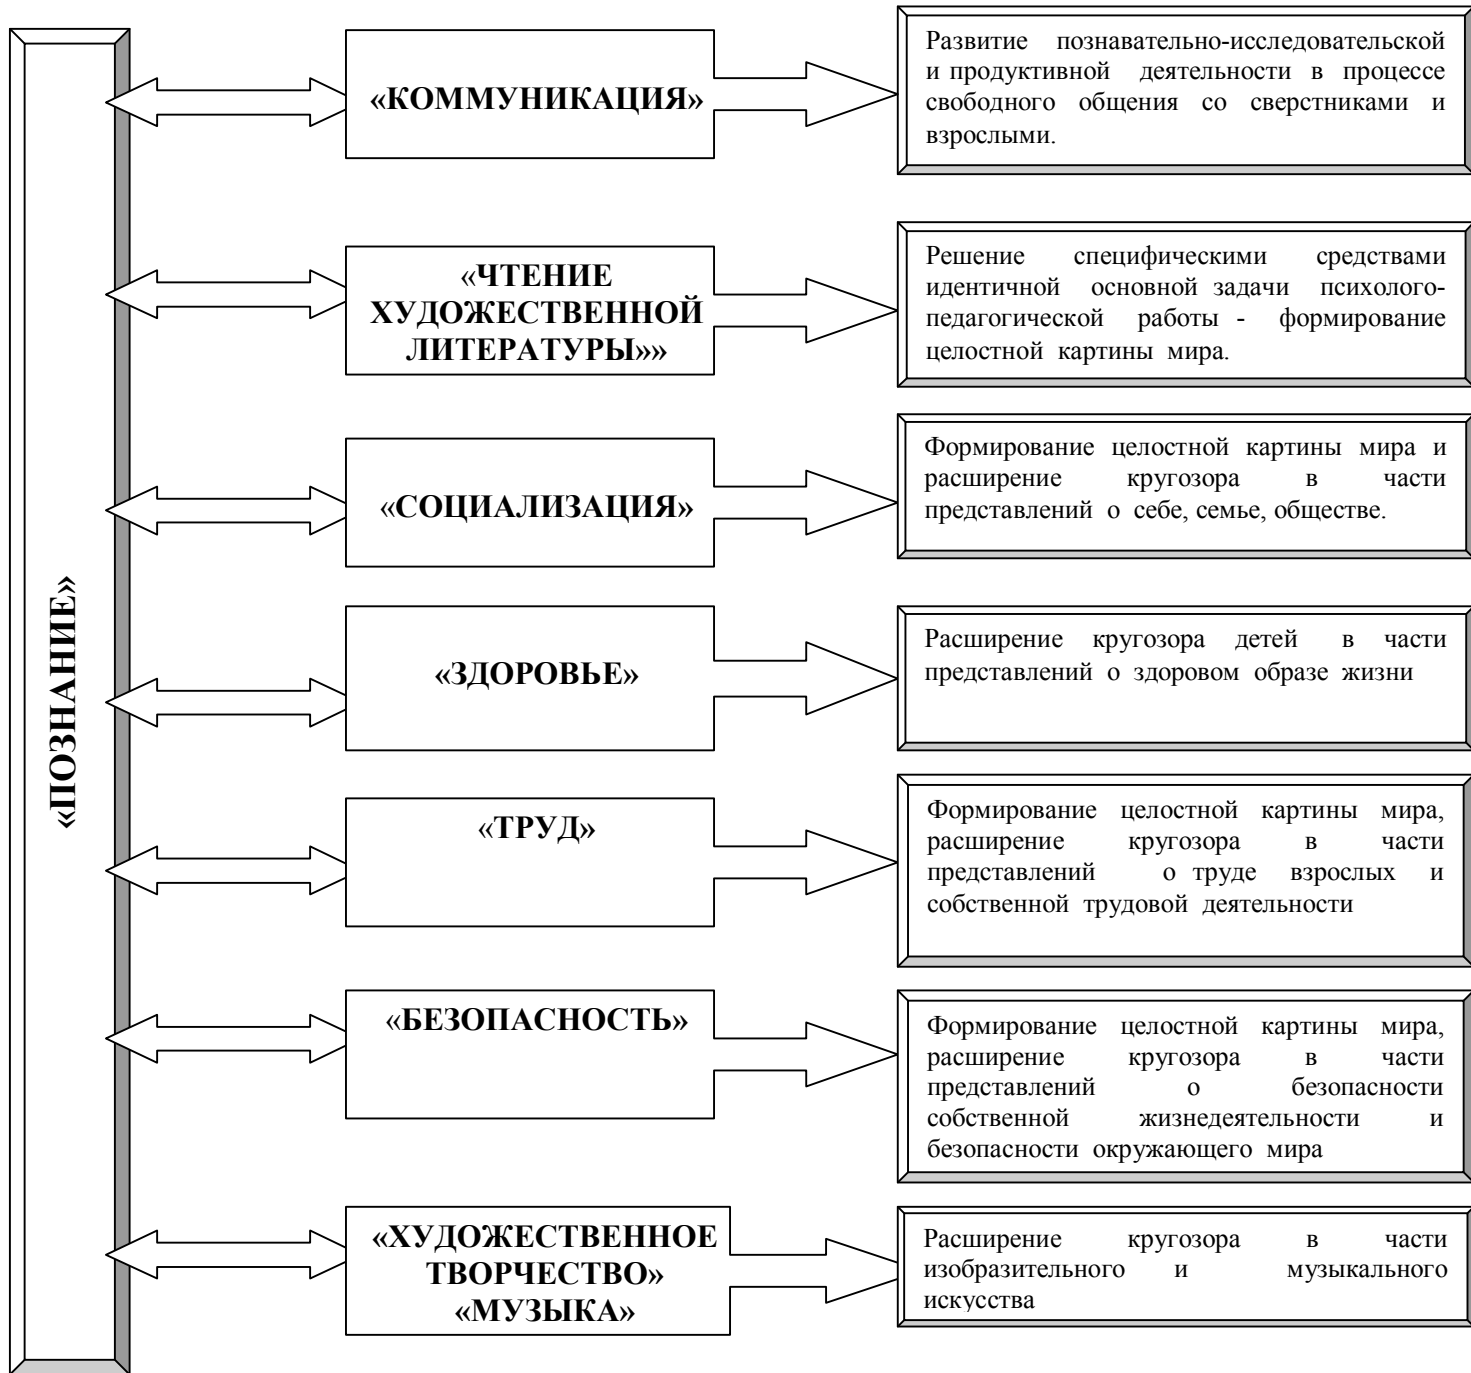 «ПОЗНАНИЕ»
«КОММУНИКАЦИЯ»
Развитие познавательно-исследовательской
и продуктивной деятельности в процессе
свободного общения со сверстниками и
взрослыми.
«ЧТЕНИЕ
ХУДОЖЕСТВЕННОЙ
ЛИТЕРАТУРЫ»»
Решение специфическими средствами
идентичной основной задачи психолого-
педагогической работы - формирование
целостной картины мира.
«СОЦИАЛИЗАЦИЯ»
Формирование целостной картины мира и
расширение кругозора в части
представлений о себе, семье, обществе.
«ЗДОРОВЬЕ»
Расширение кругозора детей в части
представлений о здоровом образе жизни
«ТРУД»
Формирование целостной картины мира,
расширение кругозора в части
представлений о труде взрослых и
собственной трудовой деятельности
«БЕЗОПАСНОСТЬ»
Формирование целостной картины мира,
расширение кругозора в части
представлений о безопасности
собственной жизнедеятельности и
безопасности окружающего мира
«ХУДОЖЕСТВЕННОЕ
ТВОРЧЕСТВО»
«МУЗЫКА»
Расширение кругозора в части
изобразительного и музыкального
искусства